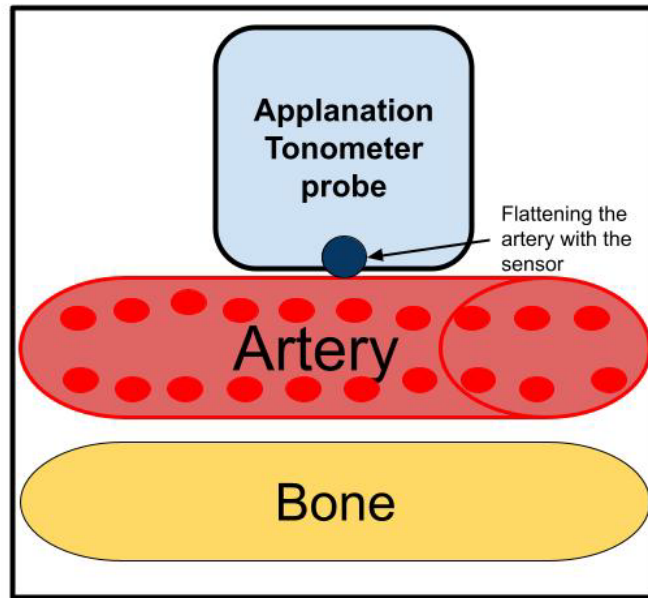 Applanation
Tonometer
probe
Flattening the
artery with the
sensor
Artery
Bone